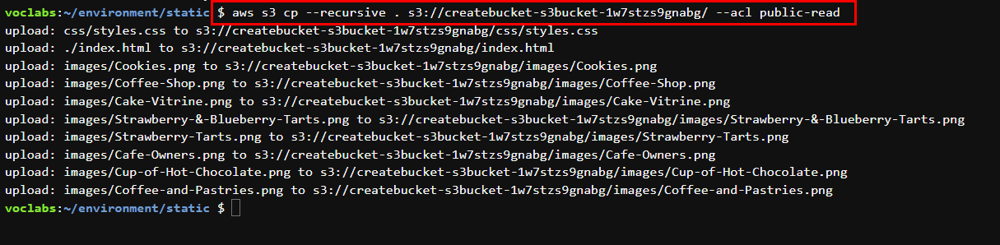 voclabs:~/environment/static $ aws s3 cp --recursive . s3://createbucket-s3bucket-1w7stzs9gnabg/ --acl public-read
upload: css/styles.css to s3://createbucket-s3bucket-1w7stzs9gnabg/css/styles.css
upload: ./index.html to s3://createbucket-s3bucket-1w7stzs9gnabg/index.html
upload: images/Cookies.png to s3://createbucket-s3bucket-1w7stzs9gnabg/images/Cookies.png
upload: images/Coffee-Shop.png to s3://createbucket-s3bucket-1w7stzs9gnabg/images/Coffee-Shop.png
upload: images/Cake-Vitrine.png to s3://createbucket-s3bucket-1w7stzs9gnabg/images/Cake-Vitrine.png
upload: images/Strawberry-&-Blueberry-Tarts.png to s3://createbucket-s3bucket-1w7stzs9gnabg/images/Strawberry-&-Blueberry-Tarts.png
upload: images/Strawberry-Tarts.png to s3://createbucket-s3bucket-1w7stzs9gnabg/images/Strawberry-Tarts.png
upload: images/Cafe-Owners.png to s3://createbucket-s3bucket-1w7stzs9gnabg/images/Cafe-Owners.png
upload: images/Cup-of-Hot-Chocolate.png to s3://createbucket-s3bucket-1w7stzs9gnabg/images/Cup-of-Hot-Chocolate.png
upload: images/Coffee-and-Pastries.png to s3://createbucket-s3bucket-1w7stzs9gnabg/images/Coffee-and-Pastries.png
voclabs:~/environment/static $